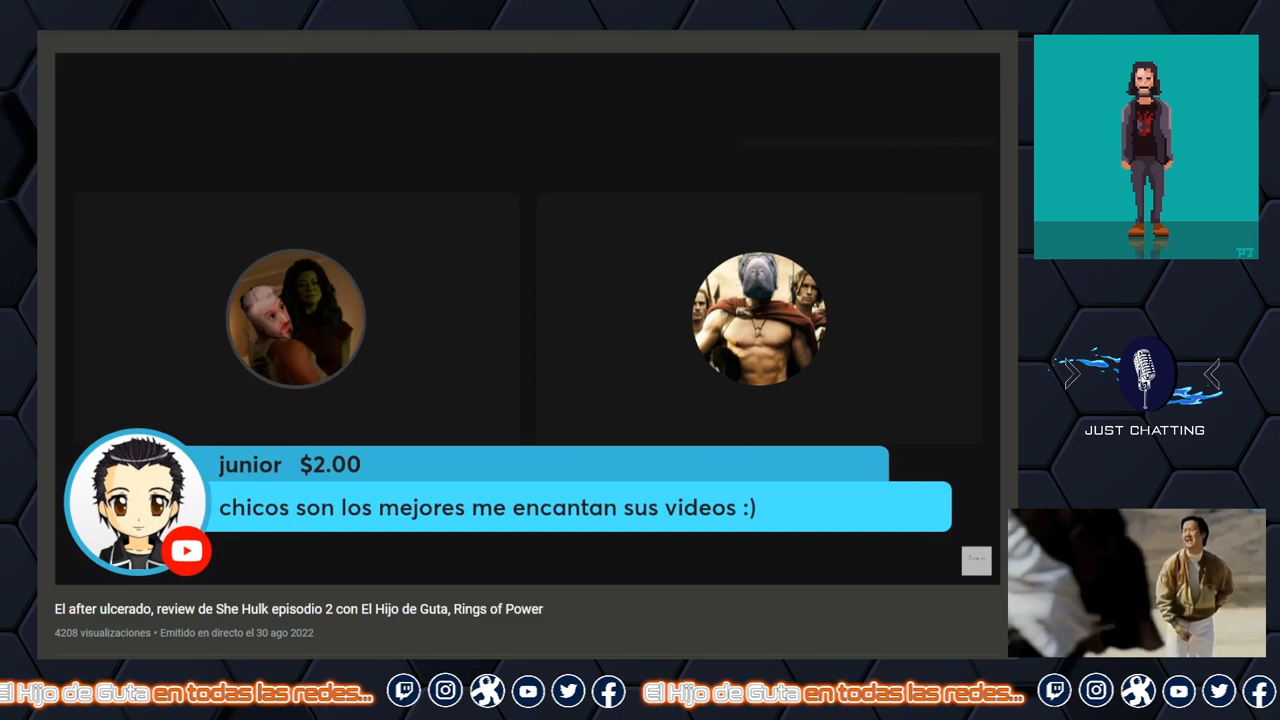 junior $2.00
chicos son los mejores me encantan sus videos :)
El after ulcerado, review de She Hulk episodio 2 con El Hijo de Guta, Rings of Power
4208 visualizaciones • Emitido en directo el 30 ago 2022
JUST CHATTING
El Hijo de Guta en todas las redes... El Hijo de Guta en todas las redes...